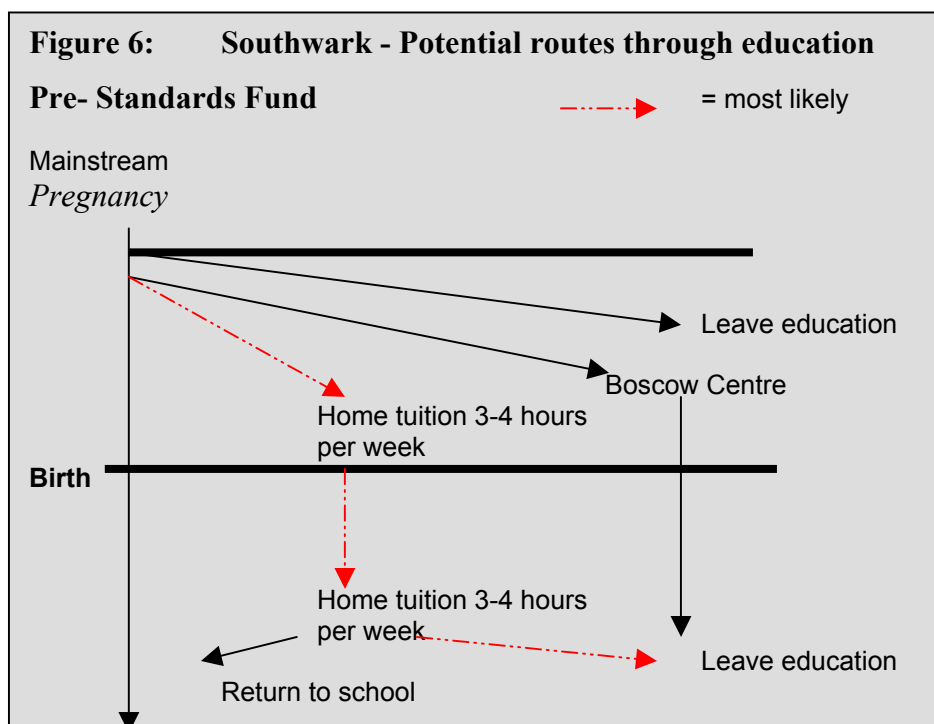 Figure 6: Southwark - Potential routes through education
Pre- Standards Fund
= most likely
Mainstream
Pregnancy
Leave education
Boscow Centre
Home tuition 3-4 hours
per week
Birth
Home tuition 3-4 hours
per week
Leave education
Return to school